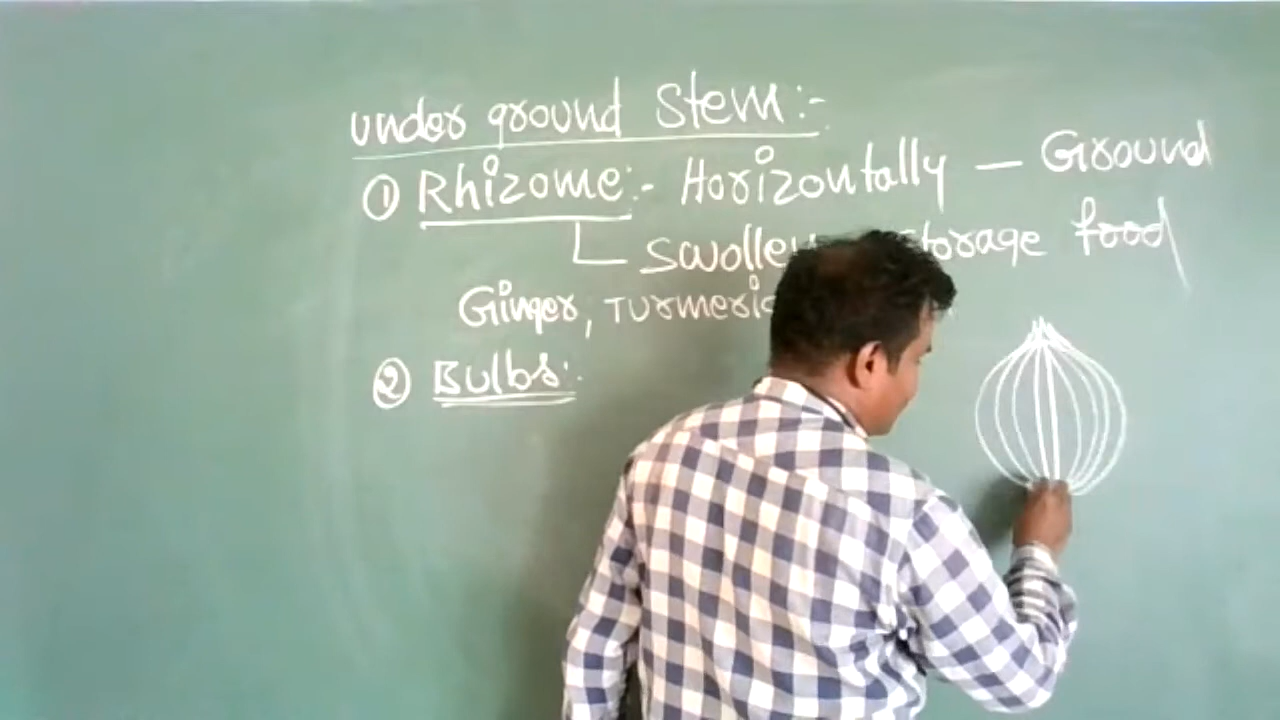 under ground Stem:-
① Rhizome:- Horizontally — Ground
Swollen storage food
Ginger, Turmeric
② Bulbs: